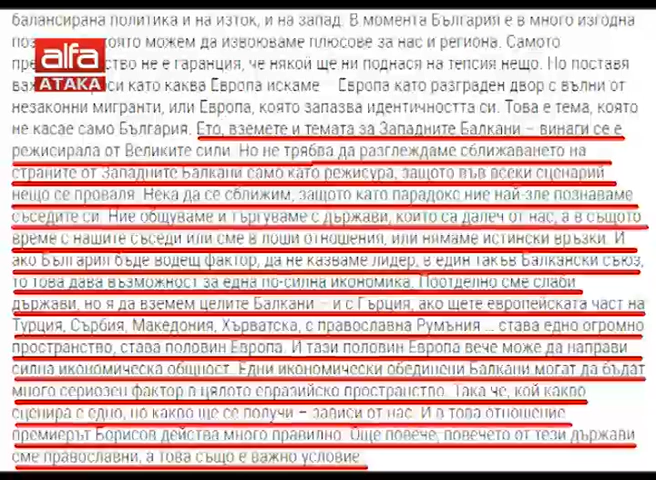 балансирана политика и на изток, и на запад. В момента България е в много изгодна
която можем да извоюваме плюсове за нас и региона. Самото
alfa
не е гаранция, че някой ще ни поднася на тепсия нещо. Но поставя
АТАКА
като каква Европа искаме – Европа като разграден двор с вълни от
незаконни мигранти, или Европа, която запазва идентичността си. Това е тема, която
не касае само България. Ето, вземете и темата за Западните Балкани – винаги се е
режисирала от Великите сили. Но не трябва да разглеждаме сближаването на
страните от Западните Балкани само като режисура, защото във всеки сценарий
нещо се проваля. Нека да се сближим, защото като парадокс ние най-зле познаваме
съседите си. Ние общуваме и търгуваме с държави, които са далеч от нас, а в същото
време с нашите съседи или сме в лоши отношения, или нямаме истински връзки. И
ако България бъде водещ фактор, да не казваме лидер, в един такъв Балкански съюз,
то това дава възможност за една по-силна икономика. Поотделно сме слаби
държави, но я да вземем целите Балкани – и с Гърция, ако щете европейската част на
Турция, Сърбия, Македония, Хърватска, с православна Румъния ... става едно огромно
пространство, става половин Европа. И тази половин Европа вече може да направи
силна икономическа общност. Едни икономически обединени Балкани могат да бъдат
много сериозен фактор в цялото евразийско пространство. Така че, кой какво
сценира е едно, но какво ще се получи – зависи от нас. И в това отношение
премиерът Борисов действа много правилно. Още повече, повечето от тези държави
сме православни, а това също е важно условие.